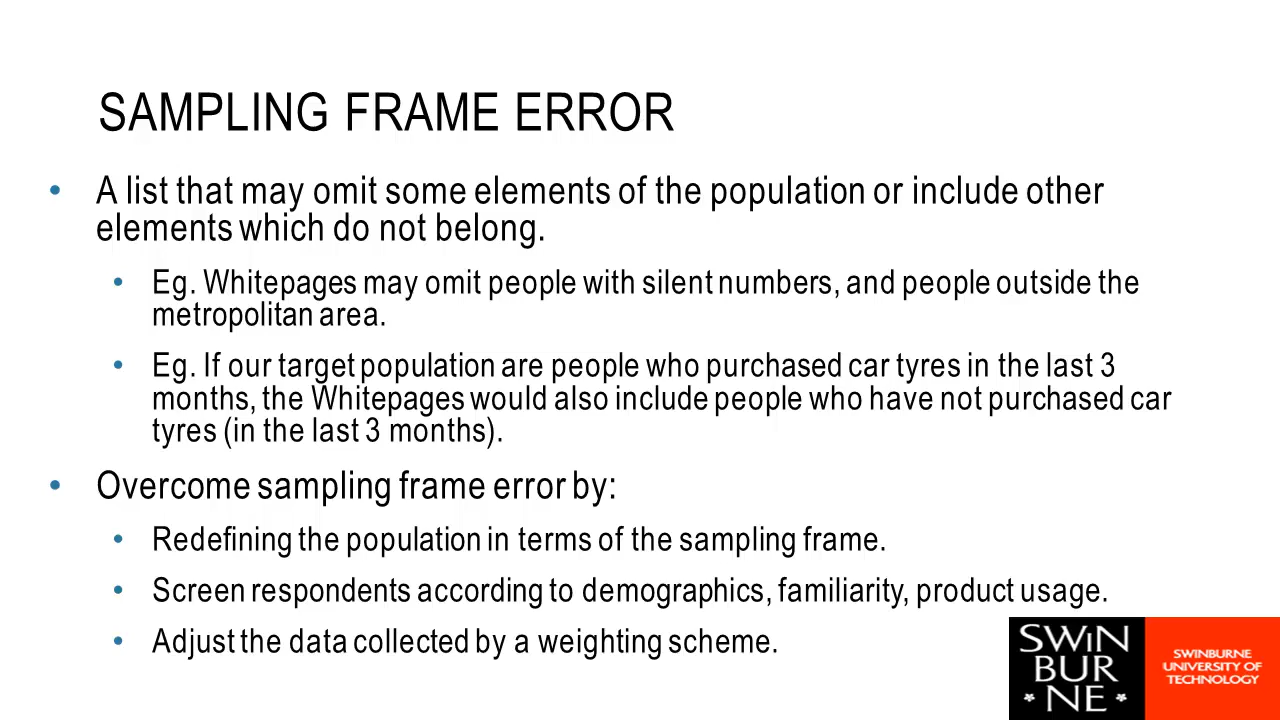 SAMPLING FRAME ERROR
• A list that may omit some elements of the population or include other
elements which do not belong.
• Eg. Whitepages may omit people with silent numbers, and people outside the
metropolitan area.
• Eg. If our target population are people who purchased car tyres in the last 3
months, the Whitepages would also include people who have not purchased car
tyres (in the last 3 months).
• Overcome sampling frame error by:
• Redefining the population in terms of the sampling frame.
• Screen respondents according to demographics, familiarity, product usage.
• Adjust the data collected by a weighting scheme.
SWiN
BUR
* NE *
SWINBURNE
UNIVERSITY OF
TECHNOLOGY